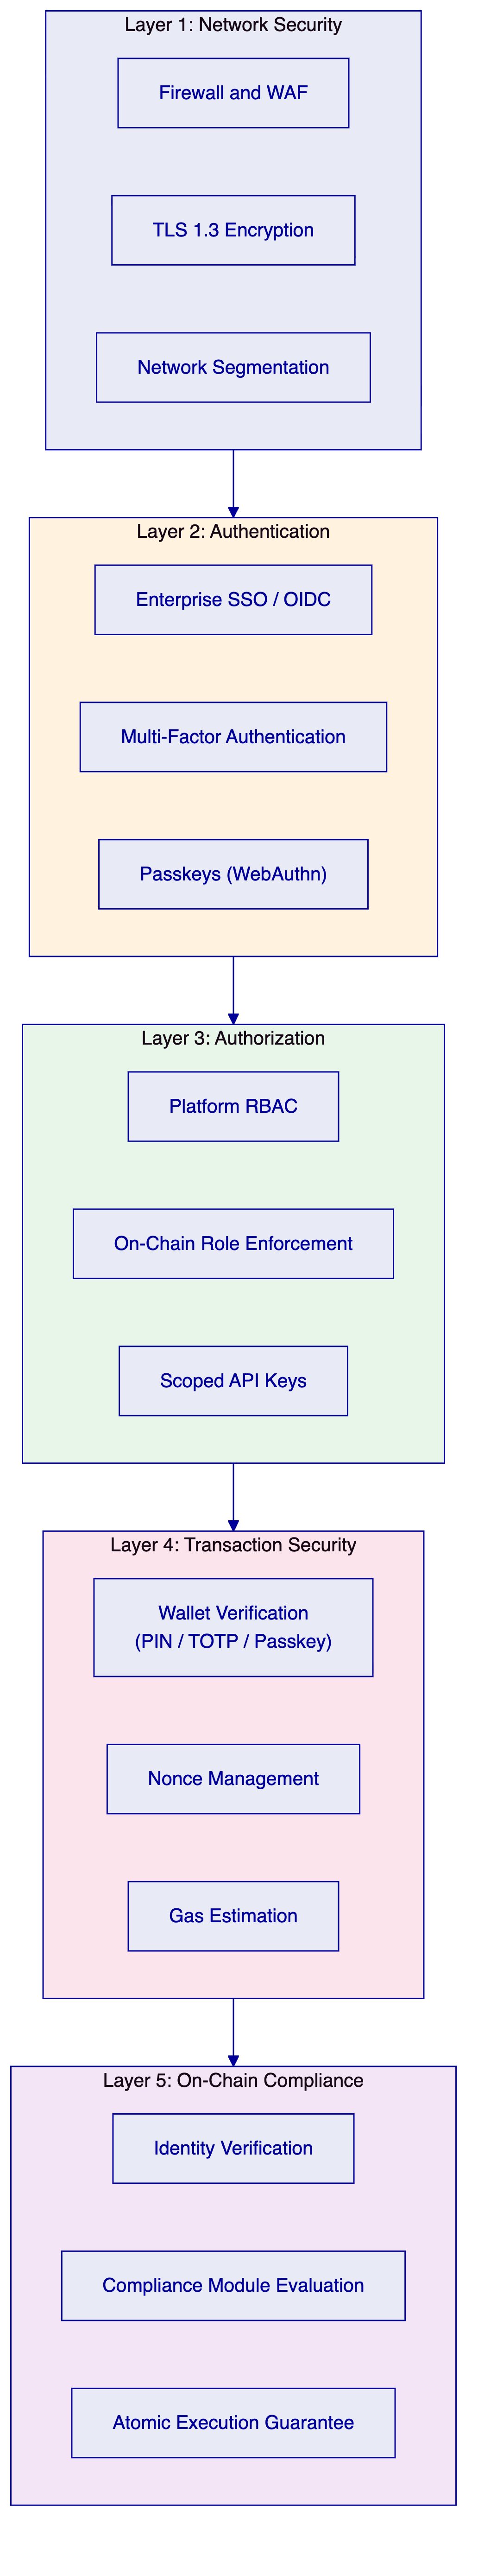 Layer 1: Network Security
Firewall and WAF
TLS 1.3 Encryption
Network Segmentation
Layer 2: Authentication
Enterprise SSO / OIDC
Multi-Factor Authentication
Passkeys (WebAuthn)
Layer 3: Authorization
Platform RBAC
On-Chain Role Enforcement
Scoped API Keys
Layer 4: Transaction Security
Wallet Verification
(PIN / TOTP / Passkey)
Nonce Management
Gas Estimation
Layer 5: On-Chain Compliance
Identity Verification
Compliance Module Evaluation
Atomic Execution Guarantee